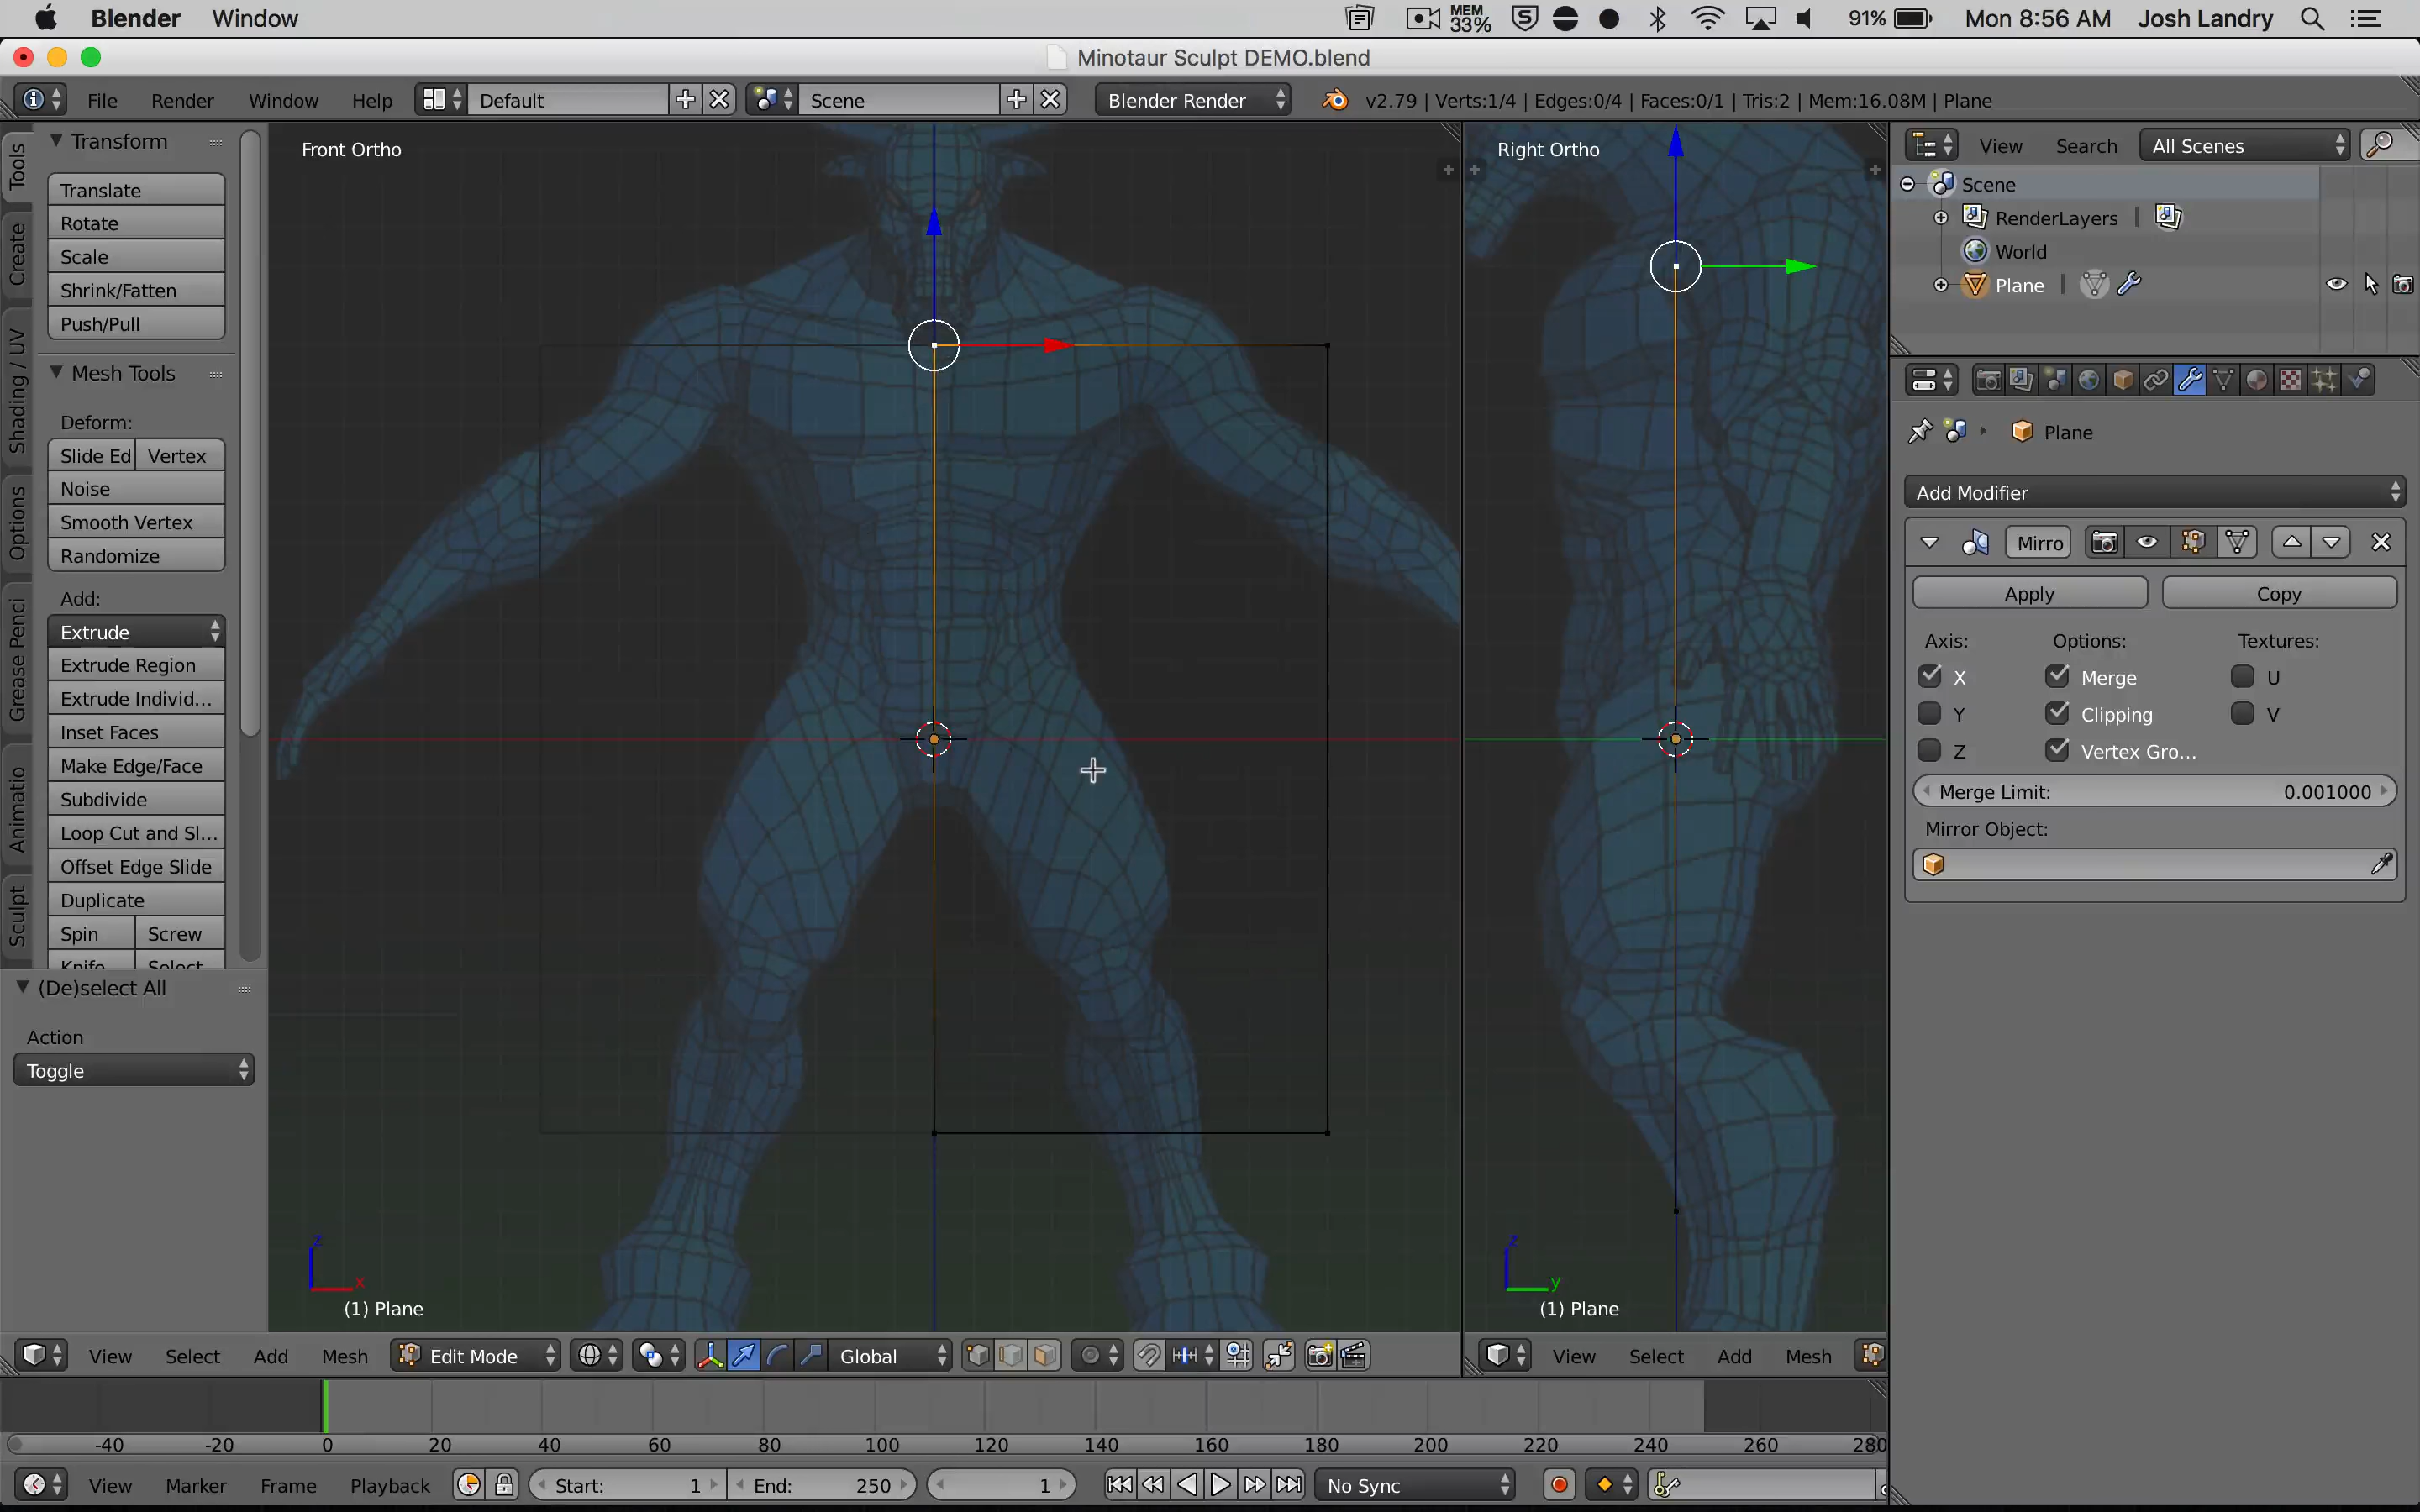 Blender Window MEM 33% 91% Mon 8:56 AM Josh Landry
Minotaur Sculpt DEMO.blend
File Render Window Help Default Scene Blender Render v2.79 | Verts:1/4 | Edges:0/4 | Faces:0/1 | Tris:2 | Mem:16.08M | Plane
Tools
Create
Shading / UV
Options
Grease Penci
Animatio
Sculpt
Transform
Translate
Rotate
Scale
Shrink/Fatten
Push/Pull
Mesh Tools
Deform:
Slide Ed Vertex
Noise
Smooth Vertex
Randomize
Add:
Extrude
Extrude Region
Extrude Individ...
Inset Faces
Make Edge/Face
Subdivide
Loop Cut and Sl...
Offset Edge Slide
Duplicate
Spin Screw
Knife Select
(De)select All
Action
Toggle
Front Ortho
z
x
(1) Plane
Right Ortho
z
y
(1) Plane
View Search All Scenes
Scene
RenderLayers
World
Plane
Plane
Add Modifier
Mirro
Apply Copy
Axis: Options: Textures:
X Merge U
Y Clipping V
Z Vertex Gro...
Merge Limit: 0.001000
Mirror Object:
View Select Add Mesh Edit Mode Global
View Select Add Mesh
-40 -20 0 20 40 60 80 100 120 140 160 180 200 220 240 260 280
View Marker Frame Playback Start: 1 End: 250 1 No Sync